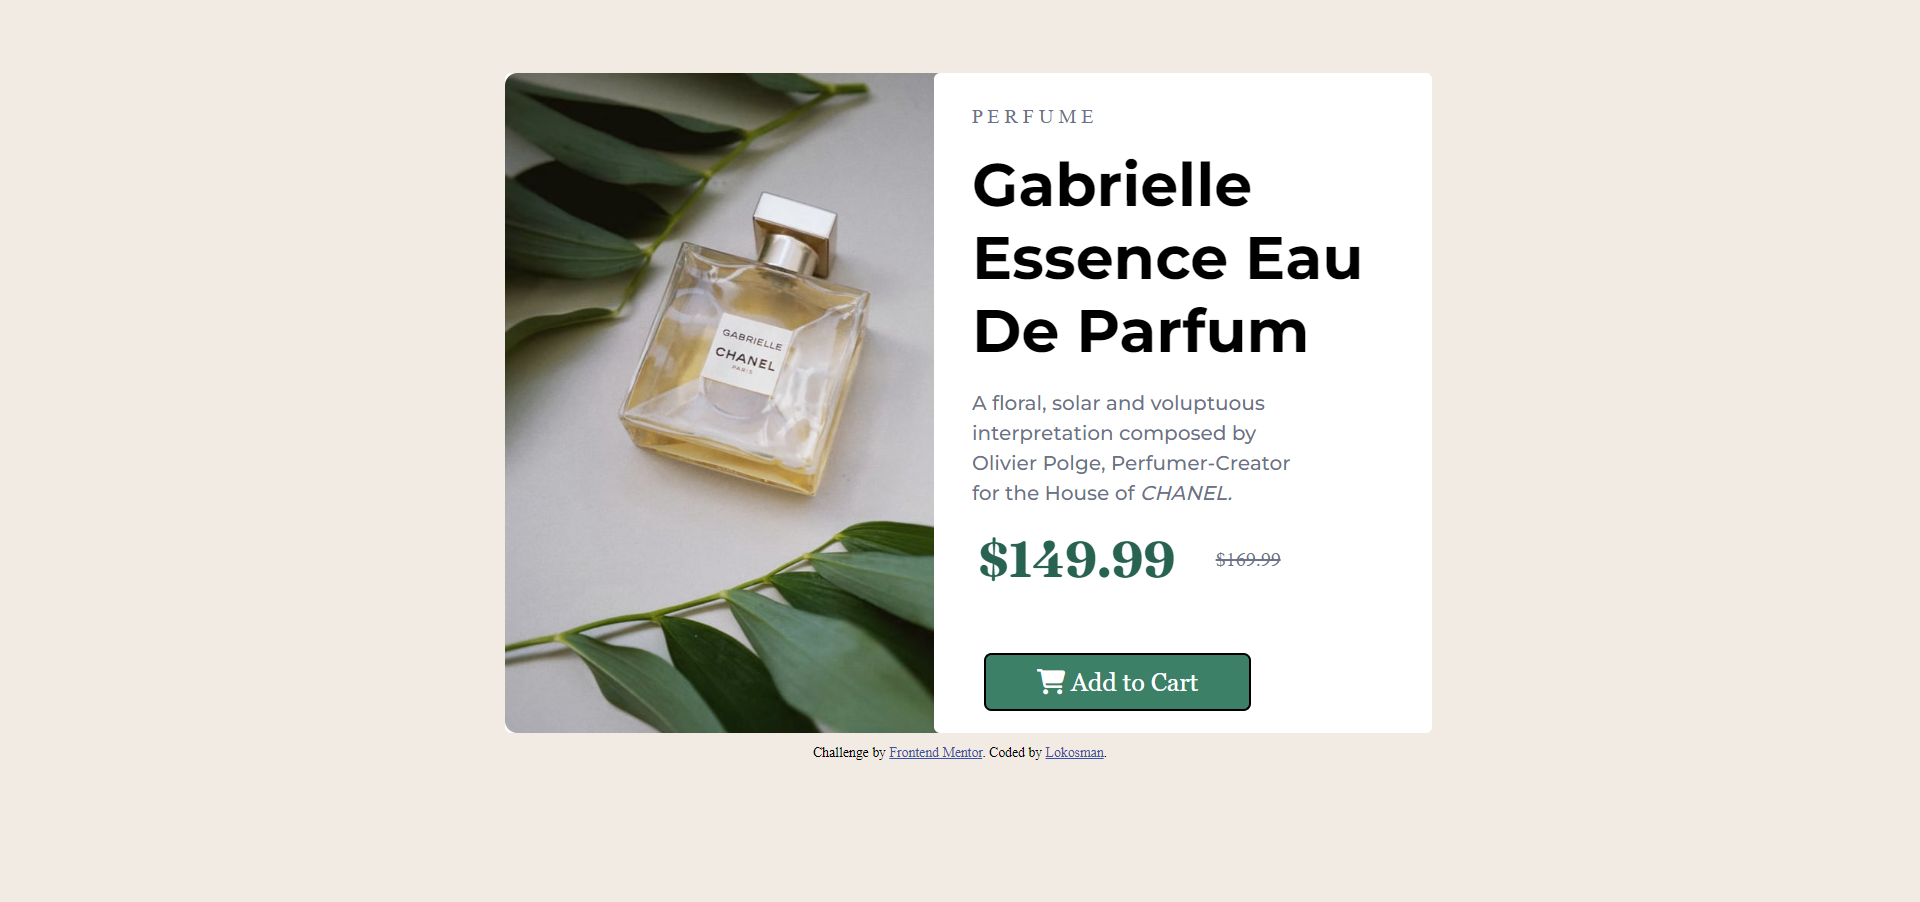 GABRIELLE
CHANEL
PARIS
PERFUME
Gabrielle
Essence Eau
De Parfum
A floral, solar and voluptuous
interpretation composed by
Olivier Polge, Perfumer-Creator
for the House of CHANEL.
$149.99 $169.99
Add to Cart
Challenge by Frontend Mentor. Coded by Lokosman.